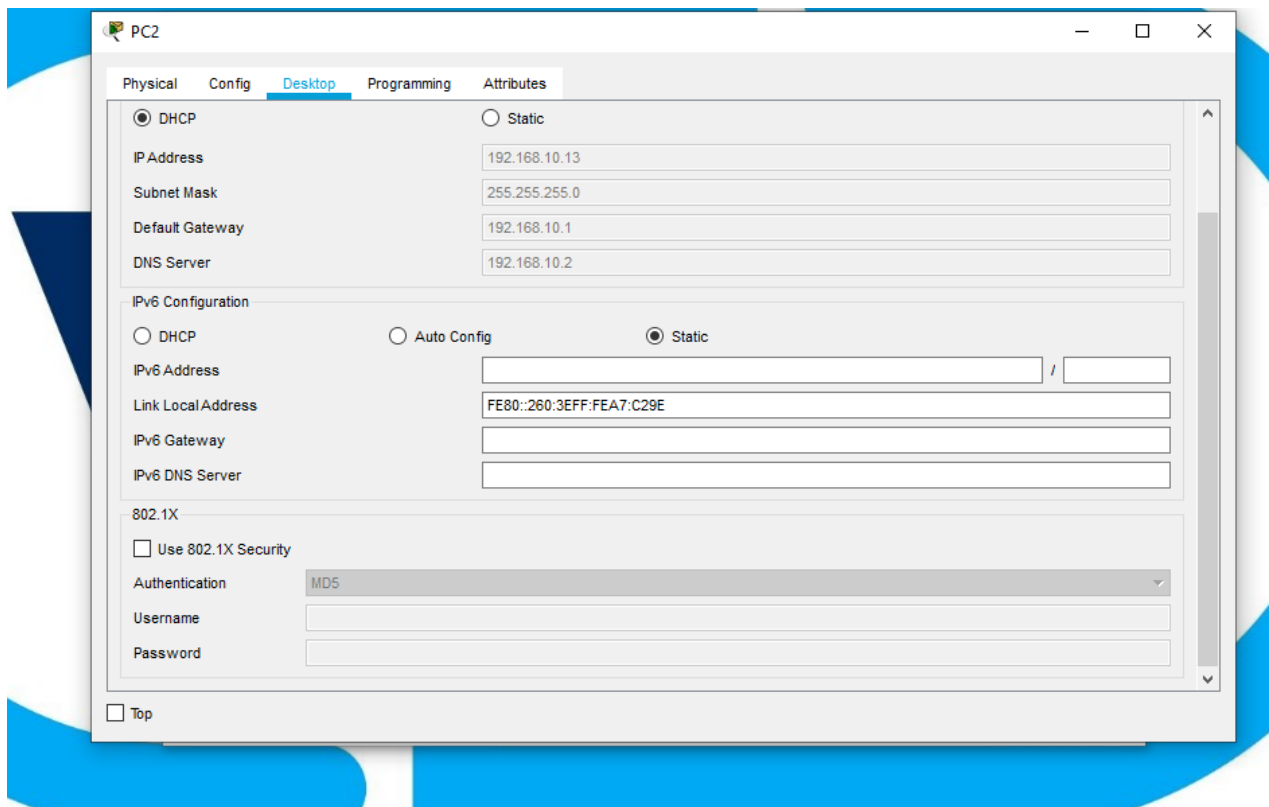 PC2
Physical Config Desktop Programming Attributes
DHCP Static
IP Address 192.168.10.13
Subnet Mask 255.255.255.0
Default Gateway 192.168.10.1
DNS Server 192.168.10.2
IPv6 Configuration
DHCP Auto Config Static
IPv6 Address /
Link Local Address FE80::260:3EFF:FEA7:C29E
IPv6 Gateway
IPv6 DNS Server
802.1X
Use 802.1X Security
Authentication MD5
Username
Password
Top